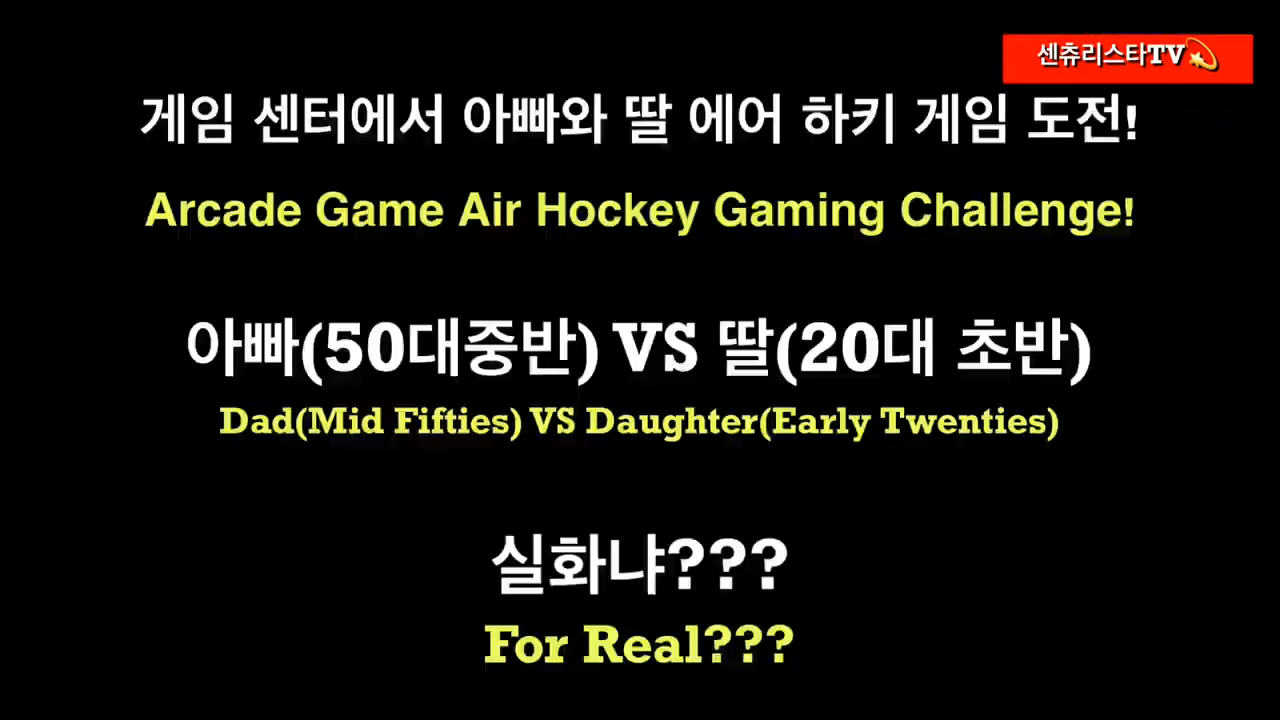 센츄리스타TV
게임 센터에서 아빠와 딸 에어 하키 게임 도전!
Arcade Game Air Hockey Gaming Challenge!
아빠(50대중반) VS 딸(20대 초반)
Dad(Mid Fifties) VS Daughter(Early Twenties)
실화냐???
For Real???